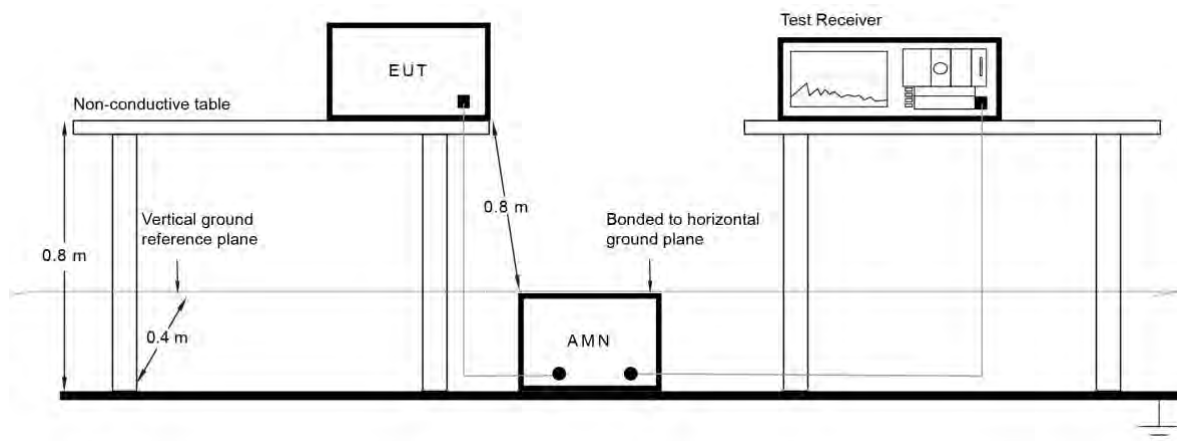 Test Receiver
EUT
Non-conductive table
0.8 m
Vertical ground
reference plane
Bonded to horizontal
ground plane
0.8 m
0.4 m
AMN